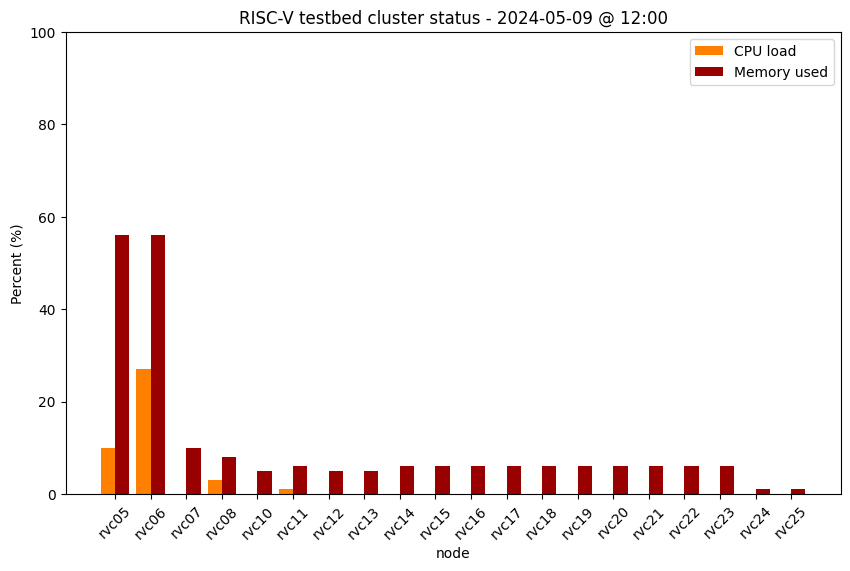 RISC-V testbed cluster status - 2024-05-09 @ 12:00
CPU load
Memory used
Percent (%)
100
80
60
40
20
0
rvc05
rvc06
rvc07
rvc08
rvc10
rvc11
rvc12
rvc13
rvc14
rvc15
rvc16
rvc17
rvc18
rvc19
rvc20
rvc21
rvc22
rvc23
rvc24
rvc25
node